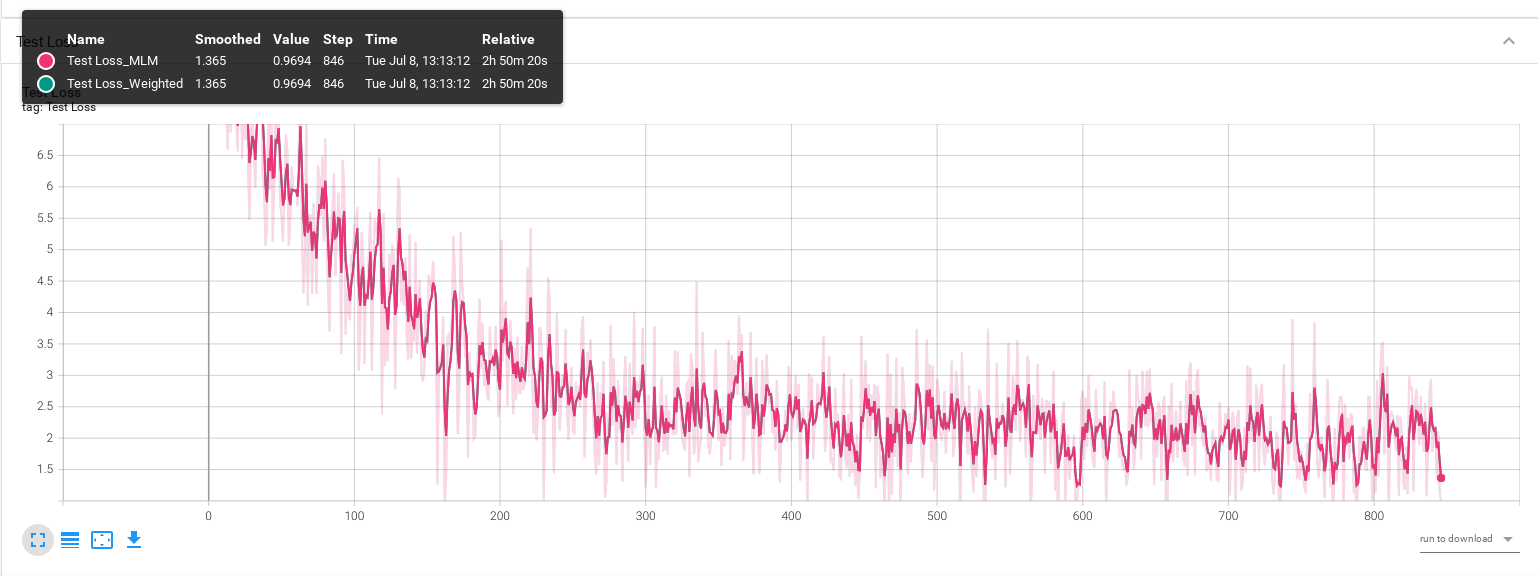 Test Loss
Name Smoothed Value Step Time Relative
Test Loss_MLM 1.365 0.9694 846 Tue Jul 8, 13:13:12 2h 50m 20s
Test Loss_Weighted 1.365 0.9694 846 Tue Jul 8, 13:13:12 2h 50m 20s
Test Loss
tag: Test Loss
6.5
6
5.5
5
4.5
4
3.5
3
2.5
2
1.5
0 100 200 300 400 500 600 700 800
run to download